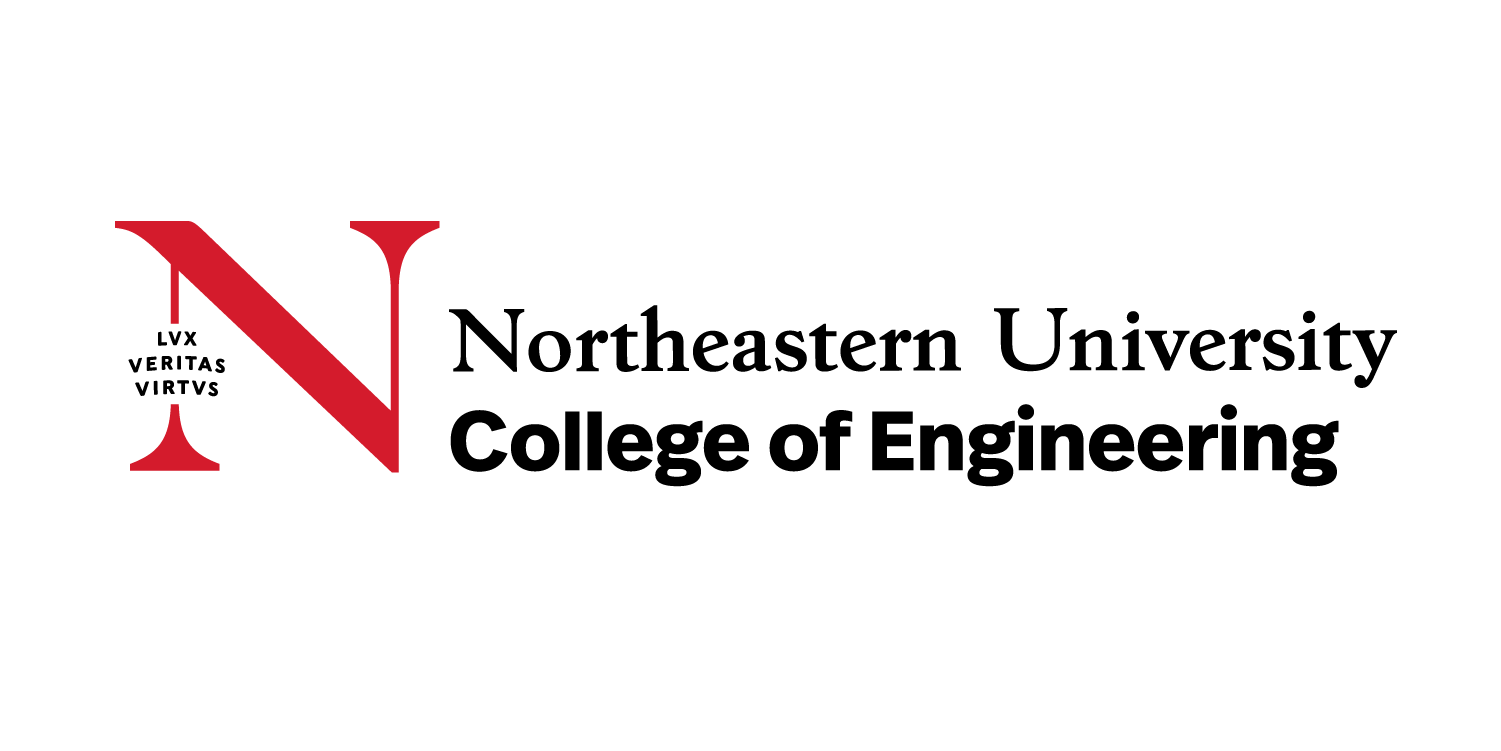 N
LVX
VERITAS
VIRTVS
Northeastern University
College of Engineering